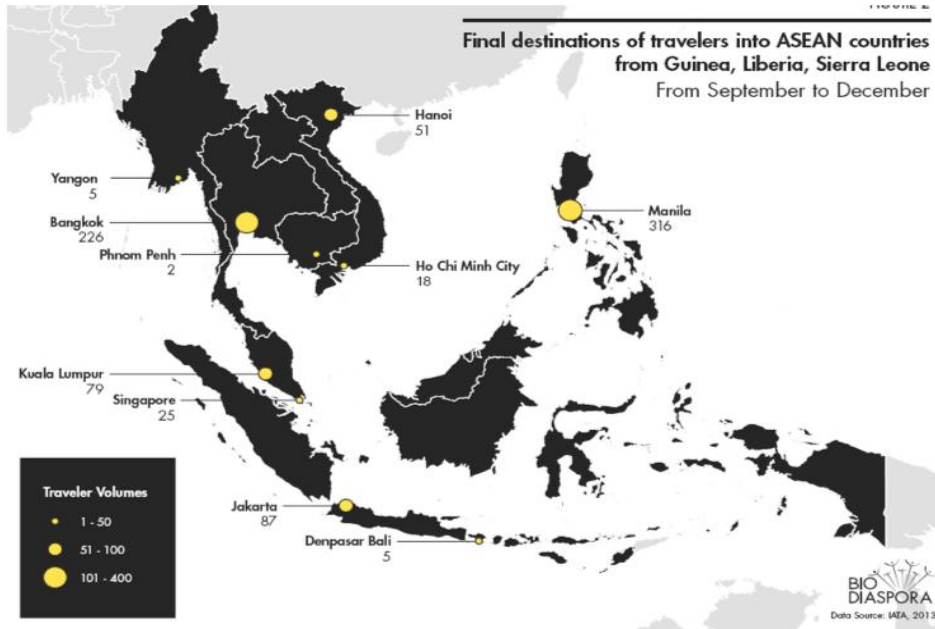 FIGURE 2
Final destinations of travelers into ASEAN countries
from Guinea, Liberia, Sierra Leone
From September to December
Hanoi
51
Yangon
5
Bangkok
226
Manila
316
Phnom Penh
2
Ho Chi Minh City
18
Kuala Lumpur
79
Singapore
25
Traveler Volumes
1 - 50
51 - 100
101 - 400
Jakarta
87
Denpasar Bali
5
BIO
DIASPORA
Data Source: IATA, 2013